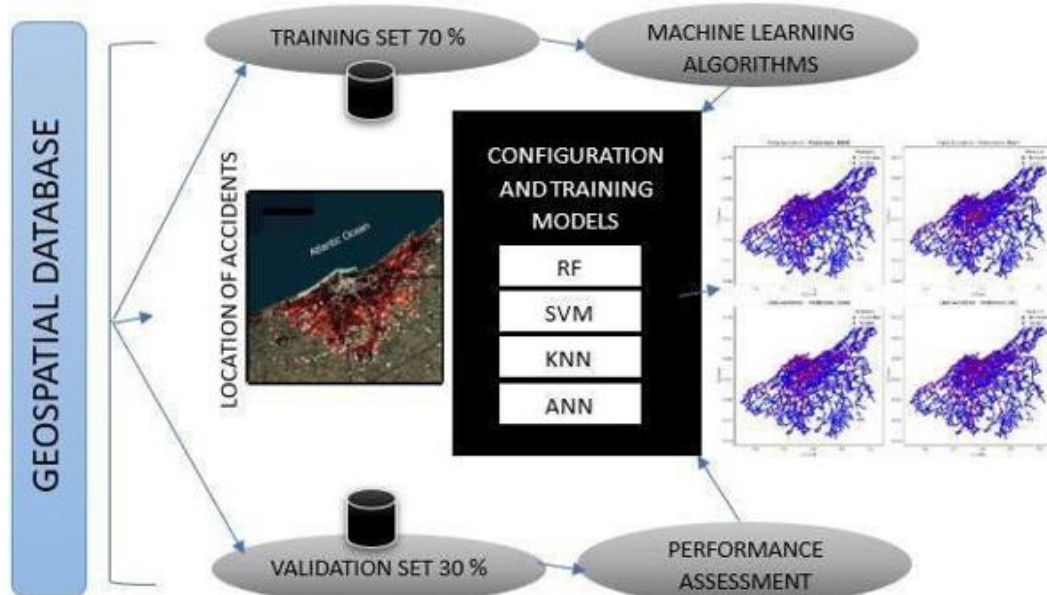 GEOSPATIAL DATABASE
TRAINING SET 70 %
MACHINE LEARNING
ALGORITHMS
LOCATION OF ACCIDENTS
Atlantic Ocean
CONFIGURATION
AND TRAINING
MODELS
RF
SVM
KNN
ANN
VALIDATION SET 30 %
PERFORMANCE
ASSESSMENT